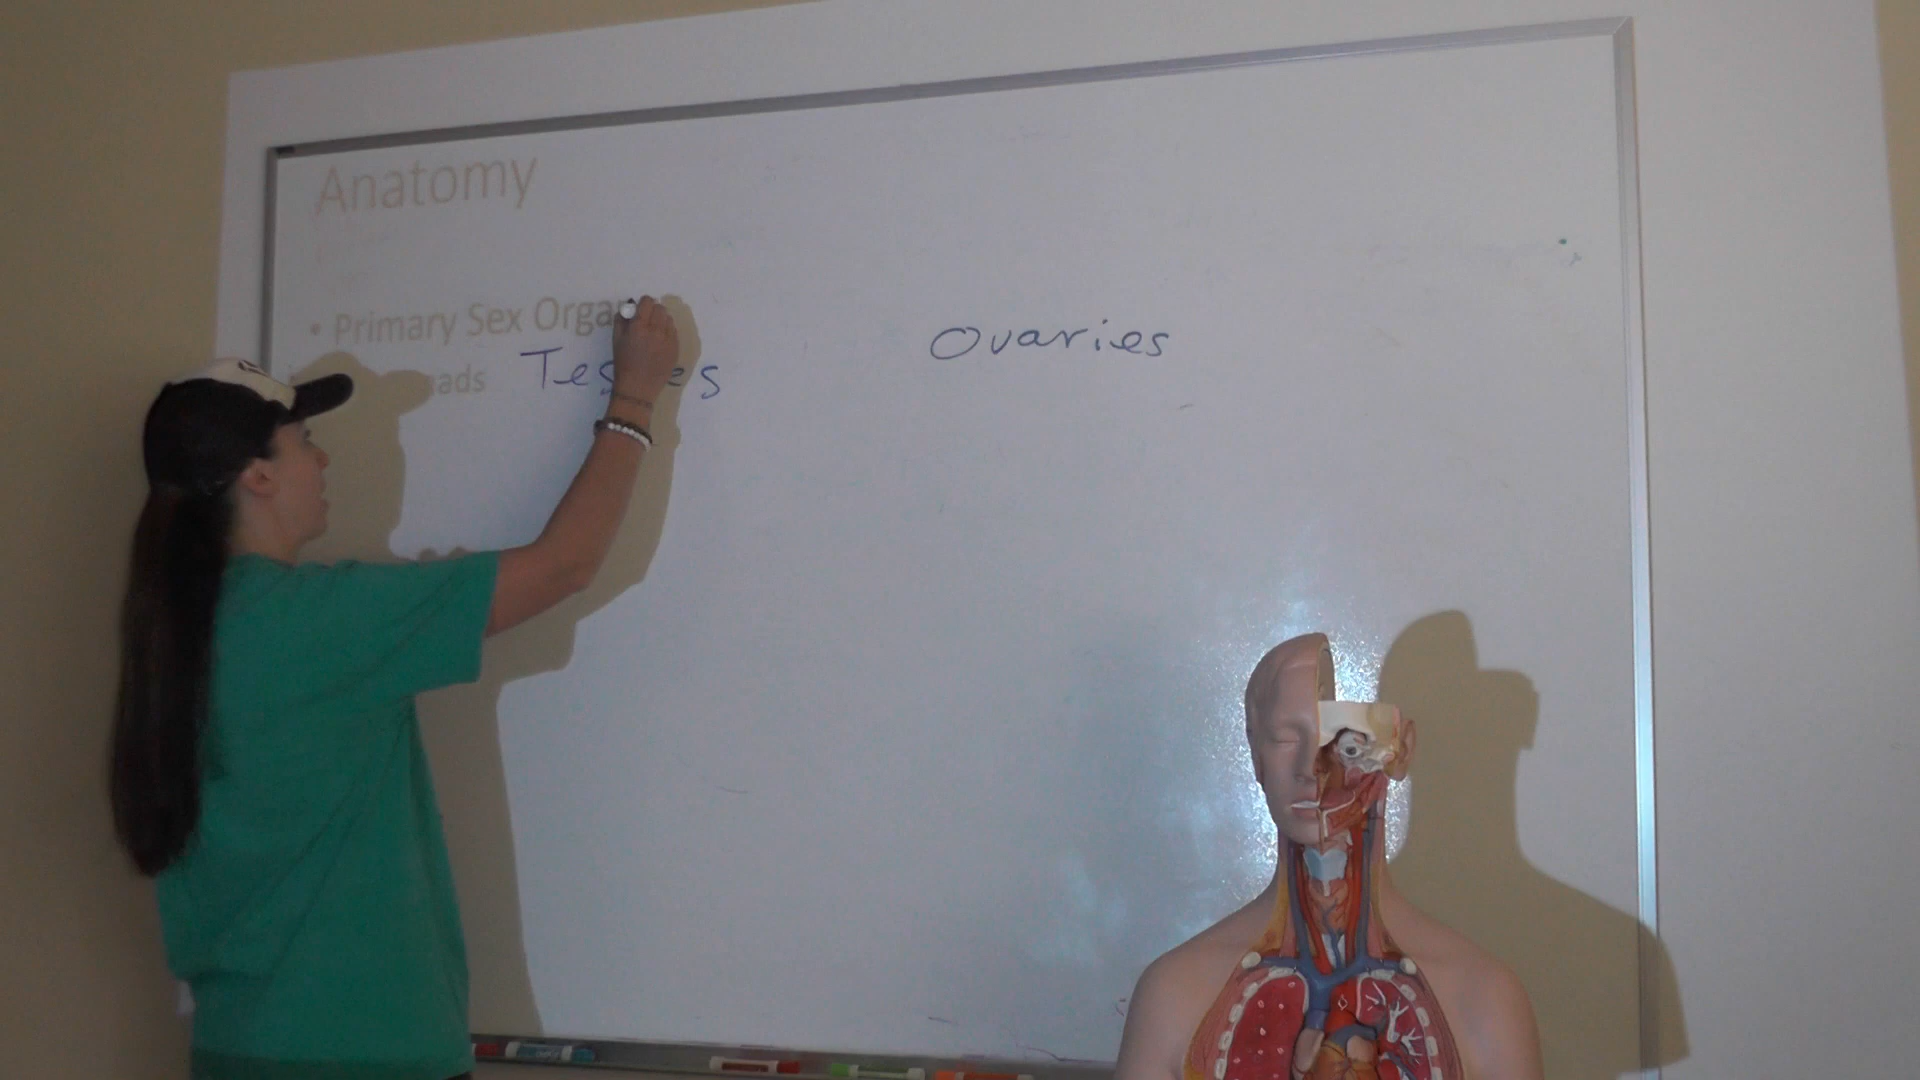 Anatomy
• Primary Sex Orga
ads Tes es
Ovaries